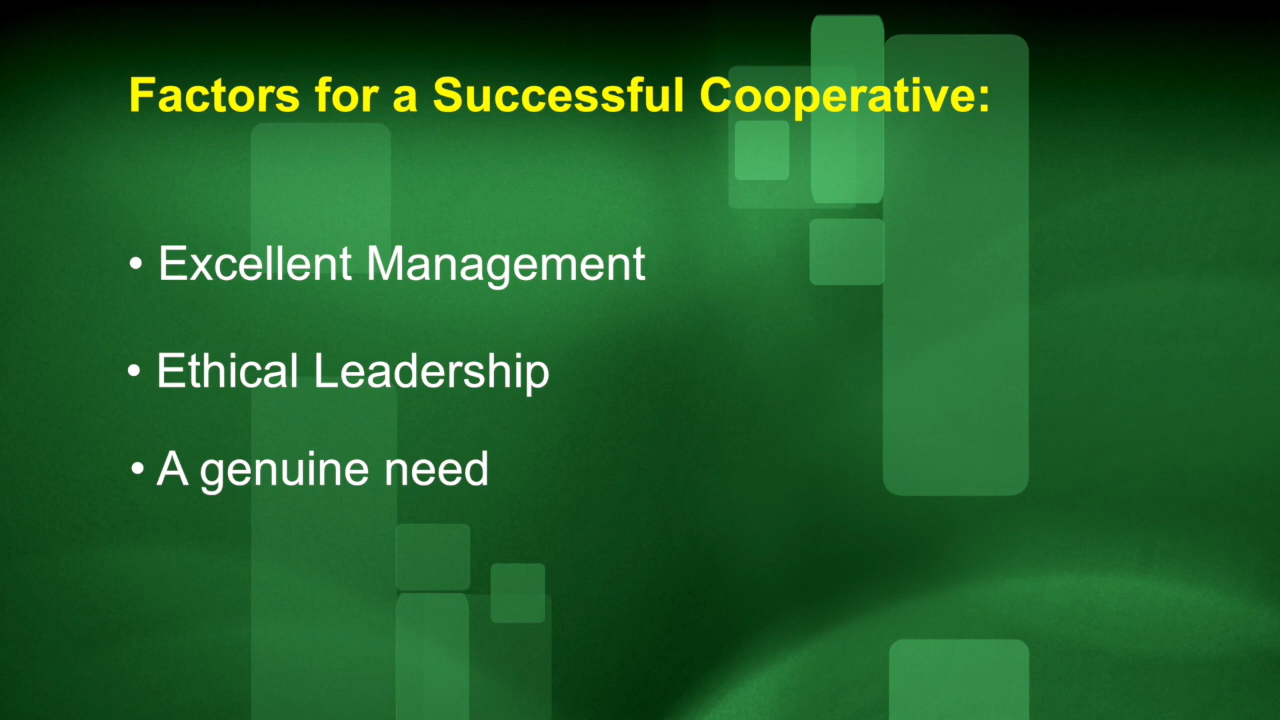 Factors for a Successful Cooperative:
• Excellent Management
• Ethical Leadership
• A genuine need